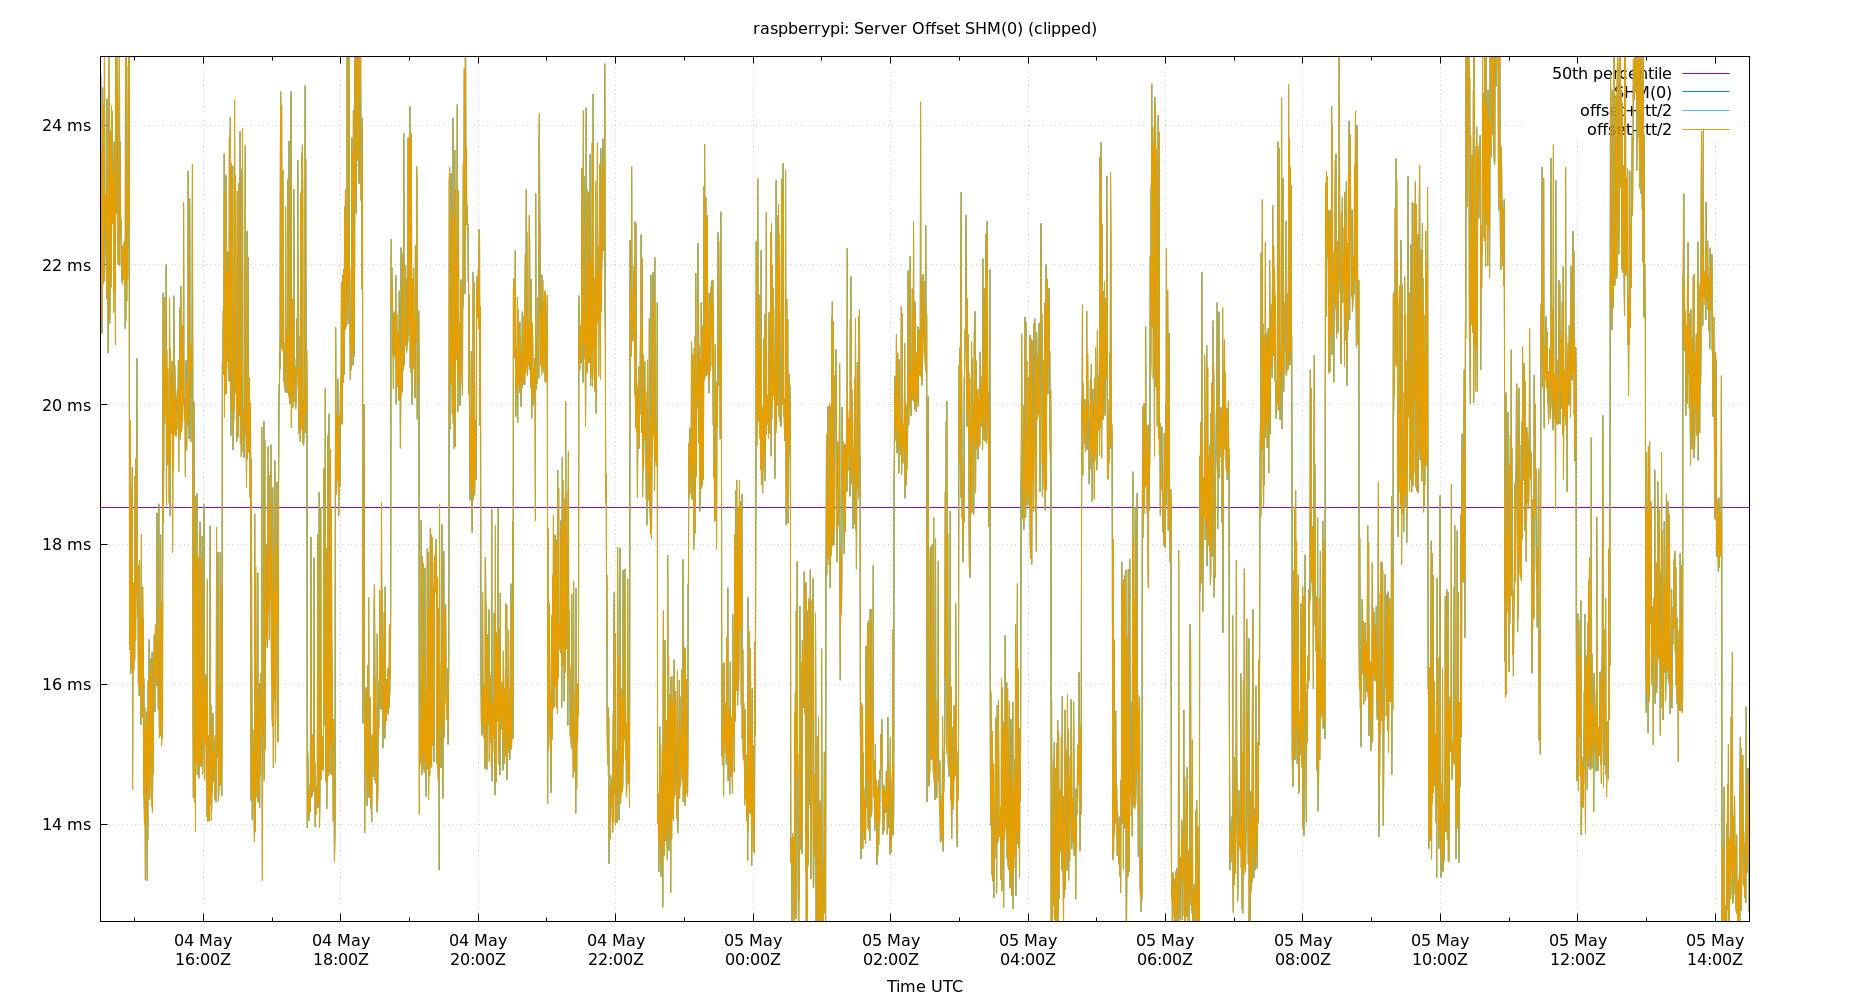 raspberrypi: Server Offset SHM(0) (clipped)
50th percentile
SHM(0)
offset+rtt/2
offset-rtt/2
24 ms
22 ms
20 ms
18 ms
16 ms
14 ms
04 May 04 May 04 May 04 May 05 May 05 May 05 May 05 May 05 May 05 May 05 May 05 May
16:00Z 18:00Z 20:00Z 22:00Z 00:00Z 02:00Z 04:00Z 06:00Z 08:00Z 10:00Z 12:00Z 14:00Z
Time UTC